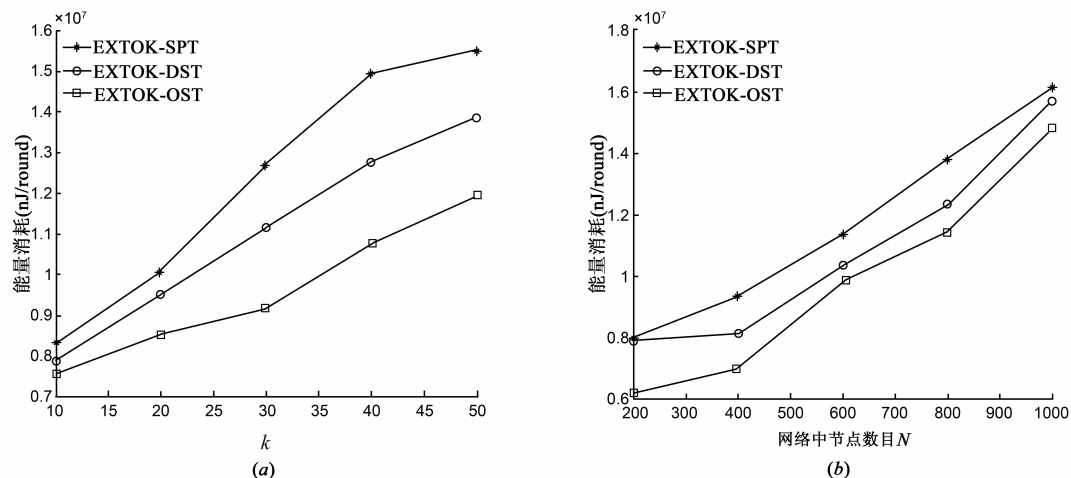 ×10⁷
1.6
1.5
1.4
1.3
1.2
1.1
1
0.9
0.8
0.7
能量消耗(nJ/round)
EXTOK-SPT
EXTOK-DST
EXTOK-OST
10 15 20 25 30 35 40 45 50
k
(a)
×10⁷
1.8
1.6
1.4
1.2
1
0.8
0.6
能量消耗(nJ/round)
EXTOK-SPT
EXTOK-DST
EXTOK-OST
200 300 400 500 600 700 800 900 1000
网络中节点数目N
(b)